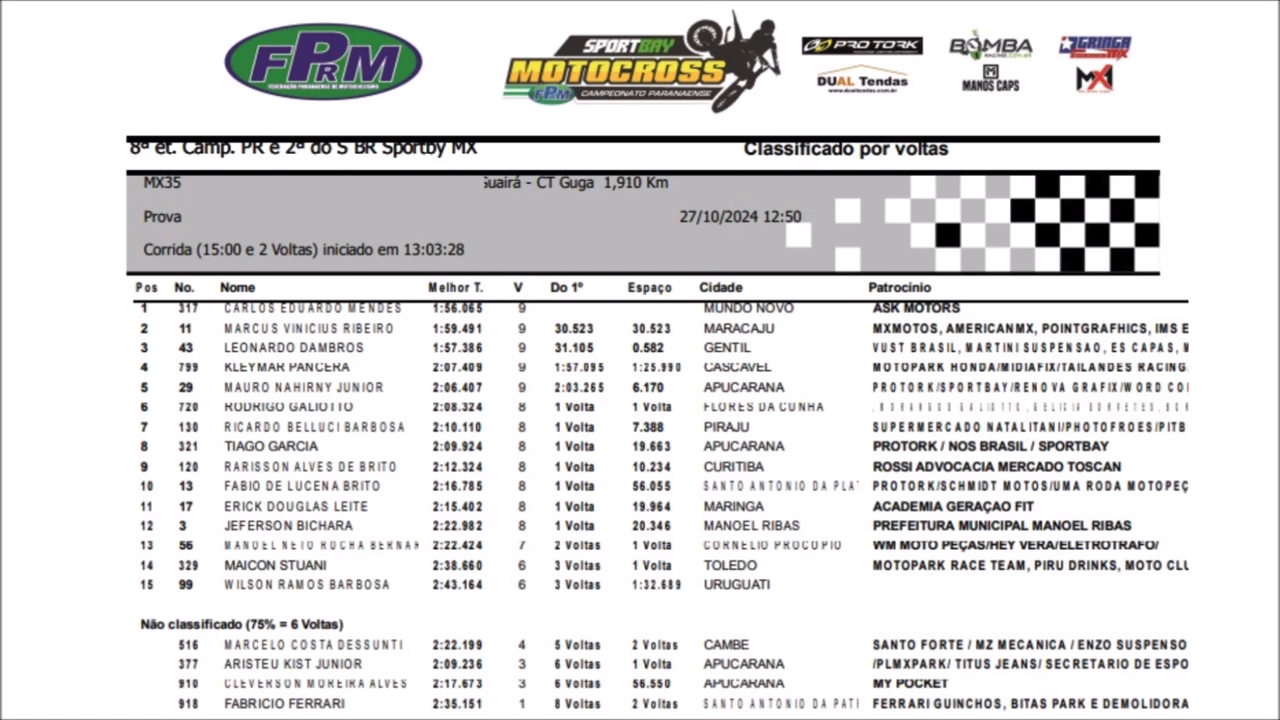 FPRM
FEDERAÇÃO PARANAENSE DE MOTOCICLISMO
SPORTBAY
MOTOCROSS
FPRM CAMPEONATO PARANAENSE
PRO TORK
DUAL Tendas
www.dualtendas.com.br
BOMBA
RACING.COM.BR
MANOS CAPS
GRINGA MX
MX
8ª et. Camp. PR e 2ª do S BR Sportby MX
Classificado por voltas
MX35 Guairá - CT Guga 1,910 Km
Prova 27/10/2024 12:50
Corrida (15:00 e 2 Voltas) iniciado em 13:03:28
Pos No. Nome Melhor T. V Do 1º Espaço Cidade Patrocínio
1 317 CARLOS EDUARDO MENDES 1:56.065 9 MUNDO NOVO ASK MOTORS
2 11 MARCUS VINICIUS RIBEIRO 1:59.491 9 30.523 30.523 MARACAJU MXMOTOS, AMERICANMX, POINTGRAFHICS, IMS E
3 43 LEONARDO DAMBROS 1:57.386 9 31.105 0.582 GENTIL VUST BRASIL, MARTINI SUSPENSAO, ES CAPAS, M
4 799 KLEYMAR PANCERA 2:07.409 9 1:57.095 1:25.990 CASCAVEL MOTOPARK HONDA/MIDIAFIX/TAILANDES RACING
5 29 MAURO NAHIRNY JUNIOR 2:06.407 9 2:03.265 6.170 APUCARANA PROTORK/SPORTBAY/RENOVA GRAFIX/WORD CO
6 720 RODRIGO GALIOTTO 2:08.324 8 1 Volta 1 Volta FLORES DA CUNHA
7 130 RICARDO BELLUCI BARBOSA 2:10.110 8 1 Volta 7.388 PIRAJU SUPERMERCADO NATALITANI/PHOTOFROES/PITB
8 321 TIAGO GARCIA 2:09.924 8 1 Volta 19.663 APUCARANA PROTORK / NOS BRASIL / SPORTBAY
9 120 RARISSON ALVES DE BRITO 2:12.324 8 1 Volta 10.234 CURITIBA ROSSI ADVOCACIA MERCADO TOSCAN
10 13 FABIO DE LUCENA BRITO 2:16.785 8 1 Volta 56.055 SANTO ANTONIO DA PLAT PROTORK/SCHMIDT MOTOS/UMA RODA MOTOPEÇ
11 17 ERICK DOUGLAS LEITE 2:15.402 8 1 Volta 19.964 MARINGA ACADEMIA GERAÇAO FIT
12 3 JEFERSON BICHARA 2:22.982 8 1 Volta 20.346 MANOEL RIBAS PREFEITURA MUNICIPAL MANOEL RIBAS
13 56 MANOEL NETO ROCHA BERNAR 2:22.424 7 2 Voltas 1 Volta CORNELIO PROCOPIO WM MOTO PEÇAS/HEY VERA/ELETROTRAFO/
14 329 MAICON STUANI 2:38.660 6 3 Voltas 1 Volta TOLEDO MOTOPARK RACE TEAM, PIRU DRINKS, MOTO CLU
15 99 WILSON RAMOS BARBOSA 2:43.164 6 3 Voltas 1:32.689 URUGUATI
Não classificado (75% = 6 Voltas)
516 MARCELO COSTA DESSUNTI 2:22.199 4 5 Voltas 2 Voltas CAMBE SANTO FORTE / MZ MECANICA / ENZO SUSPENSO
377 ARISTEU KIST JUNIOR 2:09.236 3 6 Voltas 1 Volta APUCARANA /PLMXPARK/ TITUS JEANS/ SECRETARIO DE ESPO
910 CLEVERSON MOREIRA ALVES 2:17.673 3 6 Voltas 56.550 APUCARANA MY POCKET
918 FABRICIO FERRARI 2:35.151 1 8 Voltas 2 Voltas SANTO ANTONIO DA PATI FERRARI GUINCHOS, BITAS PARK E DEMOLIDORA